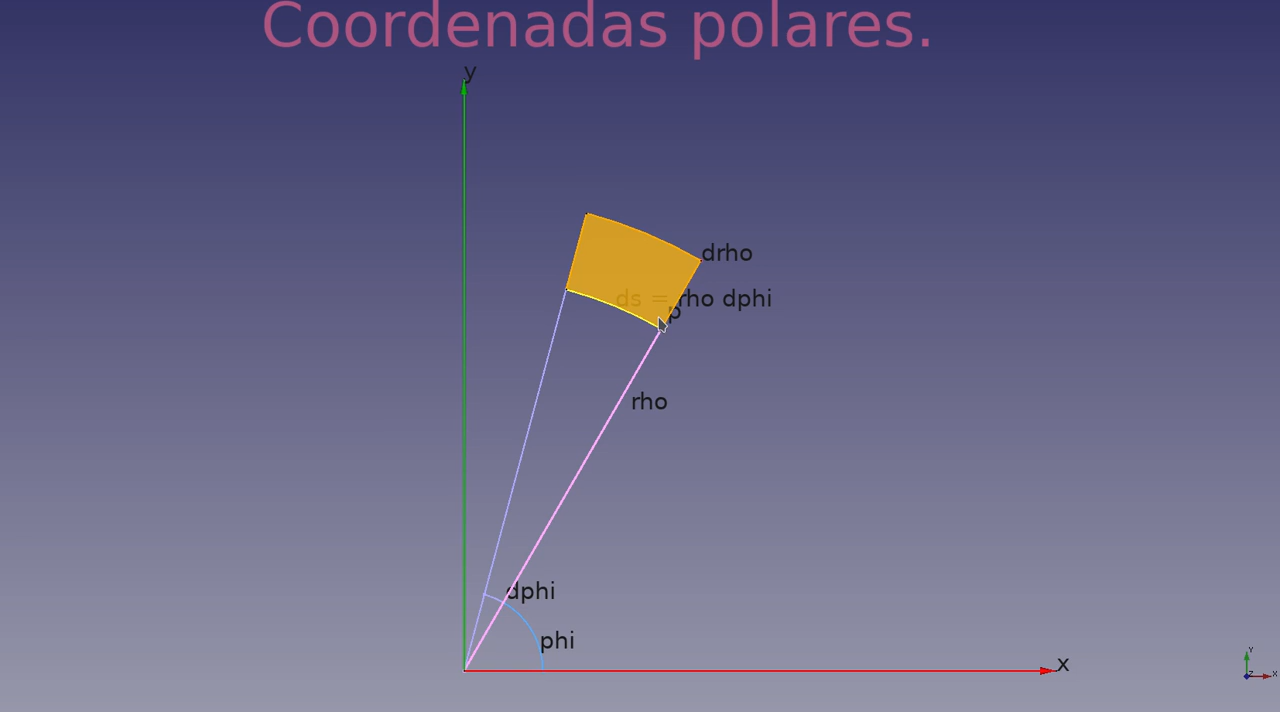 Coordenadas polares.
y
drho
ds = rho dphi
p
rho
dphi
phi
x
Y
Z
X